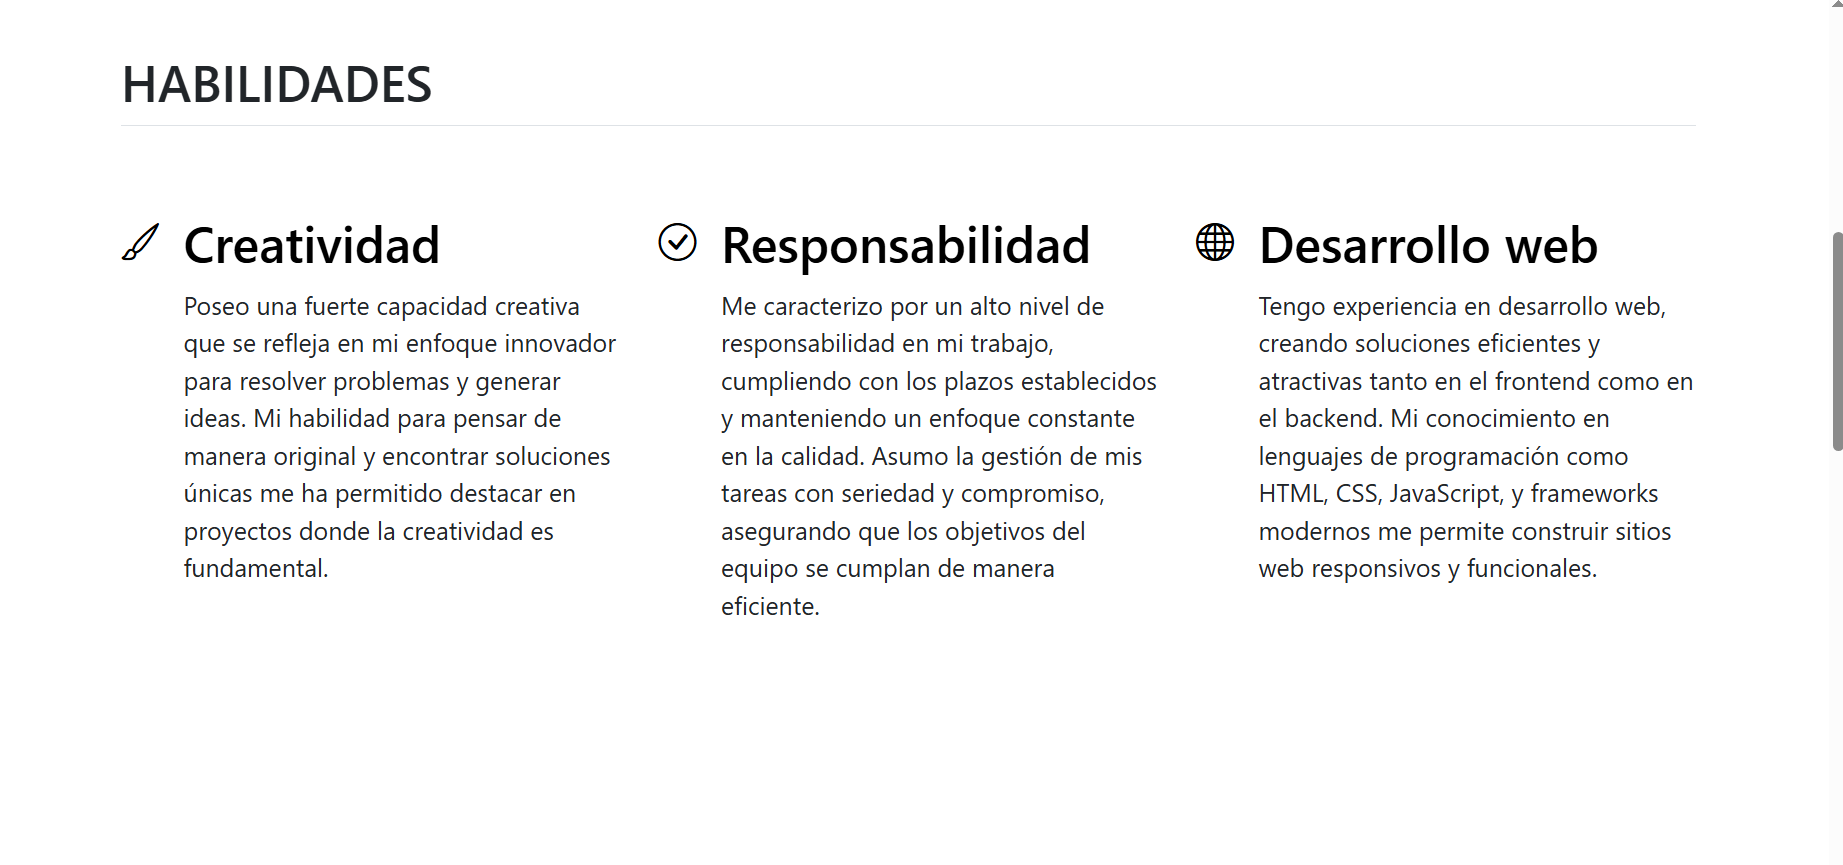 HABILIDADES
Creatividad
Poseo una fuerte capacidad creativa
que se refleja en mi enfoque innovador
para resolver problemas y generar
ideas. Mi habilidad para pensar de
manera original y encontrar soluciones
únicas me ha permitido destacar en
proyectos donde la creatividad es
fundamental.
Responsabilidad
Me caracterizo por un alto nivel de
responsabilidad en mi trabajo,
cumpliendo con los plazos establecidos
y manteniendo un enfoque constante
en la calidad. Asumo la gestión de mis
tareas con seriedad y compromiso,
asegurando que los objetivos del
equipo se cumplan de manera
eficiente.
Desarrollo web
Tengo experiencia en desarrollo web,
creando soluciones eficientes y
atractivas tanto en el frontend como en
el backend. Mi conocimiento en
lenguajes de programación como
HTML, CSS, JavaScript, y frameworks
modernos me permite construir sitios
web responsivos y funcionales.